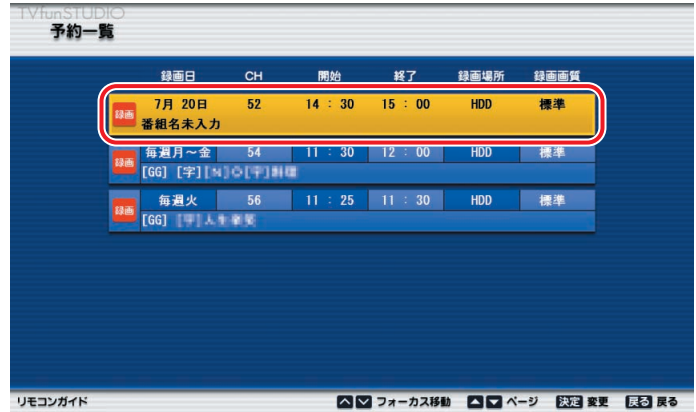 TVfunSTUDIO
予約一覧
録画日 CH 開始 終了 録画場所 録画画質
録画 7月 20日 52 14 : 30 15 : 00 HDD 標準
番組名未入力
録画 毎週月～金 54 11 : 30 12 : 00 HDD 標準
[GG] [字]
録画 毎週火 56 11 : 25 11 : 30 HDD 標準
[GG]
リモコンガイド フォーカス移動 ページ 決定 変更 戻る 戻る